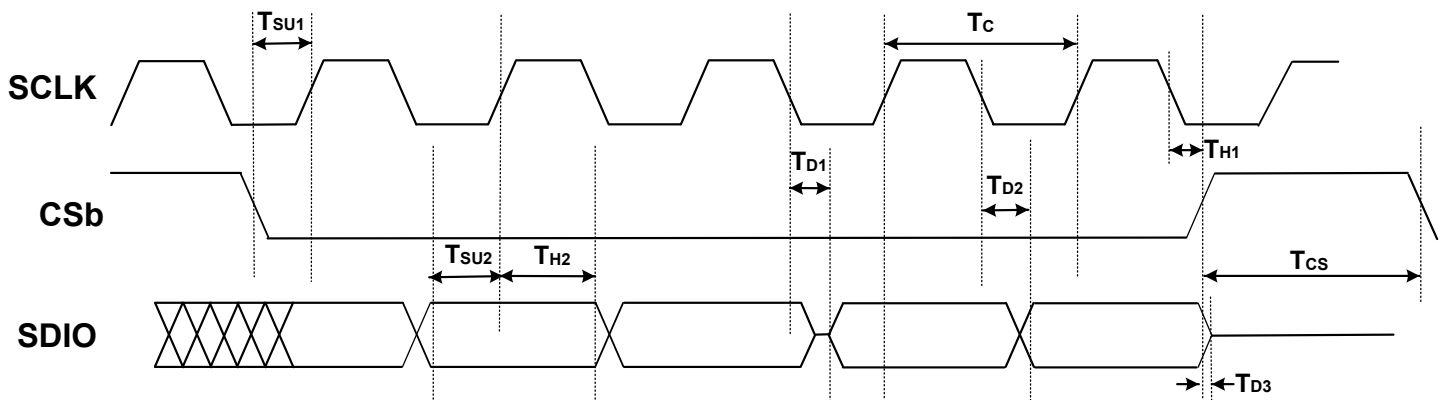 TSU1
TC
SCLK
TH1
TD1
TD2
CSb
TSU2
TH2
TCS
SDIO
TD3